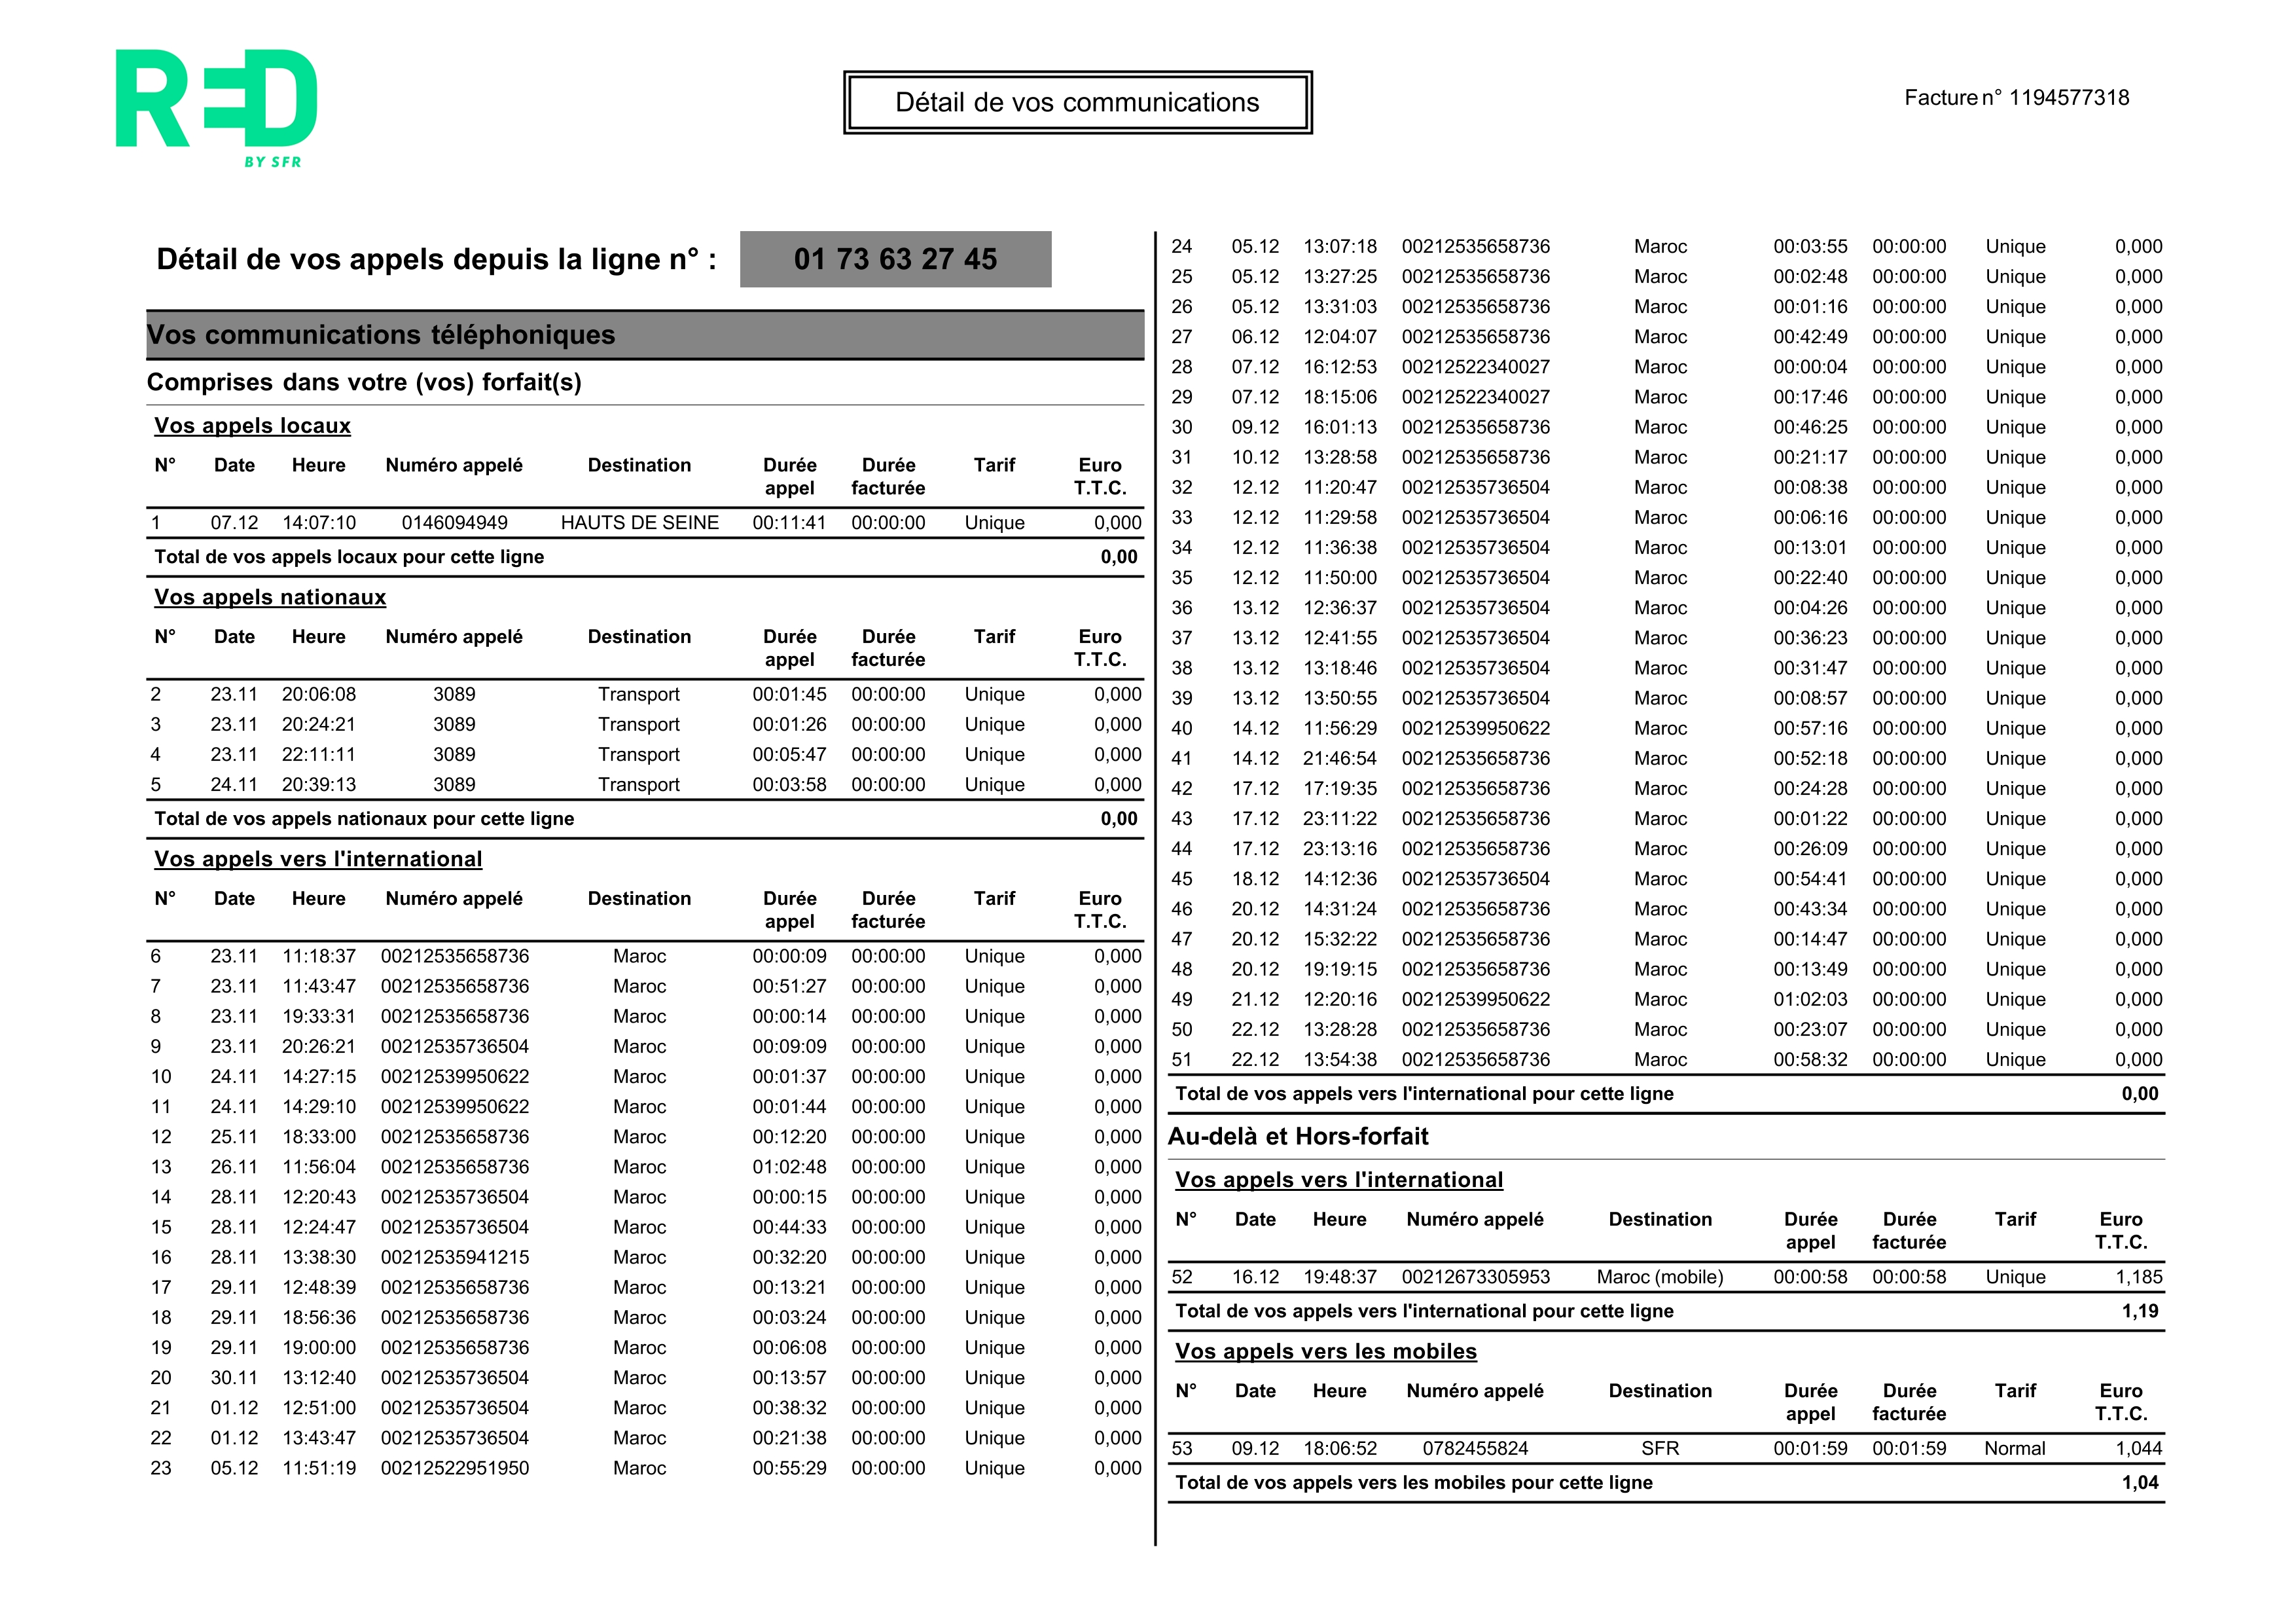 RED
BY SFR
Détail de vos communications
Facture n° 1194577318
Détail de vos appels depuis la ligne n° : 01 73 63 27 45
Vos communications téléphoniques
Comprises dans votre (vos) forfait(s)
Vos appels locaux
N° Date Heure Numéro appelé Destination Durée appel Durée facturée Tarif Euro T.T.C.
1 07.12 14:07:10 0146094949 HAUTS DE SEINE 00:11:41 00:00:00 Unique 0,000
Total de vos appels locaux pour cette ligne 0,00
Vos appels nationaux
N° Date Heure Numéro appelé Destination Durée appel Durée facturée Tarif Euro T.T.C.
2 23.11 20:06:08 3089 Transport 00:01:45 00:00:00 Unique 0,000
3 23.11 20:24:21 3089 Transport 00:01:26 00:00:00 Unique 0,000
4 23.11 22:11:11 3089 Transport 00:05:47 00:00:00 Unique 0,000
5 24.11 20:39:13 3089 Transport 00:03:58 00:00:00 Unique 0,000
Total de vos appels nationaux pour cette ligne 0,00
Vos appels vers l'international
N° Date Heure Numéro appelé Destination Durée appel Durée facturée Tarif Euro T.T.C.
6 23.11 11:18:37 00212535658736 Maroc 00:00:09 00:00:00 Unique 0,000
7 23.11 11:43:47 00212535658736 Maroc 00:51:27 00:00:00 Unique 0,000
8 23.11 19:33:31 00212535658736 Maroc 00:00:14 00:00:00 Unique 0,000
9 23.11 20:26:21 00212535736504 Maroc 00:09:09 00:00:00 Unique 0,000
10 24.11 14:27:15 00212539950622 Maroc 00:01:37 00:00:00 Unique 0,000
11 24.11 14:29:10 00212539950622 Maroc 00:01:44 00:00:00 Unique 0,000
12 25.11 18:33:00 00212535658736 Maroc 00:12:20 00:00:00 Unique 0,000
13 26.11 11:56:04 00212535658736 Maroc 01:02:48 00:00:00 Unique 0,000
14 28.11 12:20:43 00212535736504 Maroc 00:00:15 00:00:00 Unique 0,000
15 28.11 12:24:47 00212535736504 Maroc 00:44:33 00:00:00 Unique 0,000
16 28.11 13:38:30 00212535941215 Maroc 00:32:20 00:00:00 Unique 0,000
17 29.11 12:48:39 00212535658736 Maroc 00:13:21 00:00:00 Unique 0,000
18 29.11 18:56:36 00212535658736 Maroc 00:03:24 00:00:00 Unique 0,000
19 29.11 19:00:00 00212535658736 Maroc 00:06:08 00:00:00 Unique 0,000
20 30.11 13:12:40 00212535736504 Maroc 00:13:57 00:00:00 Unique 0,000
21 01.12 12:51:00 00212535736504 Maroc 00:38:32 00:00:00 Unique 0,000
22 01.12 13:43:47 00212535736504 Maroc 00:21:38 00:00:00 Unique 0,000
23 05.12 11:51:19 00212522951950 Maroc 00:55:29 00:00:00 Unique 0,000
24 05.12 13:07:18 00212535658736 Maroc 00:03:55 00:00:00 Unique 0,000
25 05.12 13:27:25 00212535658736 Maroc 00:02:48 00:00:00 Unique 0,000
26 05.12 13:31:03 00212535658736 Maroc 00:01:16 00:00:00 Unique 0,000
27 06.12 12:04:07 00212535658736 Maroc 00:42:49 00:00:00 Unique 0,000
28 07.12 16:12:53 00212522340027 Maroc 00:00:04 00:00:00 Unique 0,000
29 07.12 18:15:06 00212522340027 Maroc 00:17:46 00:00:00 Unique 0,000
30 09.12 16:01:13 00212535658736 Maroc 00:46:25 00:00:00 Unique 0,000
31 10.12 13:28:58 00212535658736 Maroc 00:21:17 00:00:00 Unique 0,000
32 12.12 11:20:47 00212535736504 Maroc 00:08:38 00:00:00 Unique 0,000
33 12.12 11:29:58 00212535736504 Maroc 00:06:16 00:00:00 Unique 0,000
34 12.12 11:36:38 00212535736504 Maroc 00:13:01 00:00:00 Unique 0,000
35 12.12 11:50:00 00212535736504 Maroc 00:22:40 00:00:00 Unique 0,000
36 13.12 12:36:37 00212535736504 Maroc 00:04:26 00:00:00 Unique 0,000
37 13.12 12:41:55 00212535736504 Maroc 00:36:23 00:00:00 Unique 0,000
38 13.12 13:18:46 00212535736504 Maroc 00:31:47 00:00:00 Unique 0,000
39 13.12 13:50:55 00212535736504 Maroc 00:08:57 00:00:00 Unique 0,000
40 14.12 11:56:29 00212539950622 Maroc 00:57:16 00:00:00 Unique 0,000
41 14.12 21:46:54 00212535658736 Maroc 00:52:18 00:00:00 Unique 0,000
42 17.12 17:19:35 00212535658736 Maroc 00:24:28 00:00:00 Unique 0,000
43 17.12 23:11:22 00212535658736 Maroc 00:01:22 00:00:00 Unique 0,000
44 17.12 23:13:16 00212535658736 Maroc 00:26:09 00:00:00 Unique 0,000
45 18.12 14:12:36 00212535736504 Maroc 00:54:41 00:00:00 Unique 0,000
46 20.12 14:31:24 00212535658736 Maroc 00:43:34 00:00:00 Unique 0,000
47 20.12 15:32:22 00212535658736 Maroc 00:14:47 00:00:00 Unique 0,000
48 20.12 19:19:15 00212535658736 Maroc 00:13:49 00:00:00 Unique 0,000
49 21.12 12:20:16 00212539950622 Maroc 01:02:03 00:00:00 Unique 0,000
50 22.12 13:28:28 00212535658736 Maroc 00:23:07 00:00:00 Unique 0,000
51 22.12 13:54:38 00212535658736 Maroc 00:58:32 00:00:00 Unique 0,000
Total de vos appels vers l'international pour cette ligne 0,00
Au-delà et Hors-forfait
Vos appels vers l'international
N° Date Heure Numéro appelé Destination Durée appel Durée facturée Tarif Euro T.T.C.
52 16.12 19:48:37 00212673305953 Maroc (mobile) 00:00:58 00:00:58 Unique 1,185
Total de vos appels vers l'international pour cette ligne 1,19
Vos appels vers les mobiles
N° Date Heure Numéro appelé Destination Durée appel Durée facturée Tarif Euro T.T.C.
53 09.12 18:06:52 0782455824 SFR 00:01:59 00:01:59 Normal 1,044
Total de vos appels vers les mobiles pour cette ligne 1,04